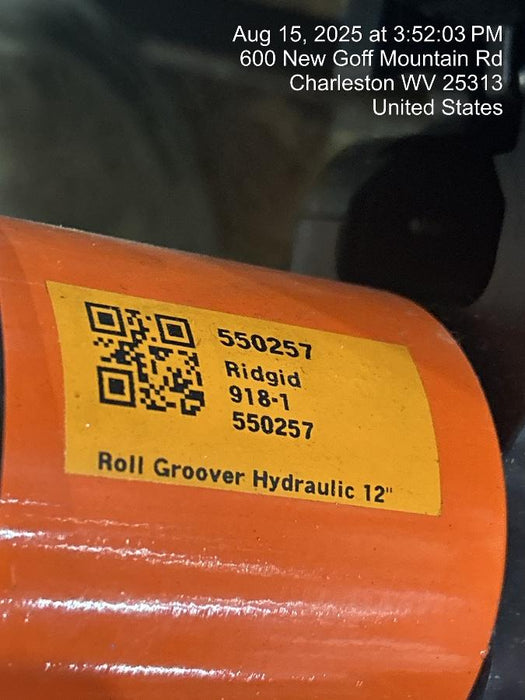 Aug 15, 2025 at 3:52:03 PM
600 New Goff Mountain Rd
Charleston WV 25313
United States
550257
Ridgid
918-1
550257
Roll Groover Hydraulic 12"